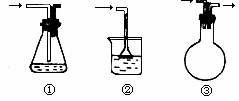 ① ② ③